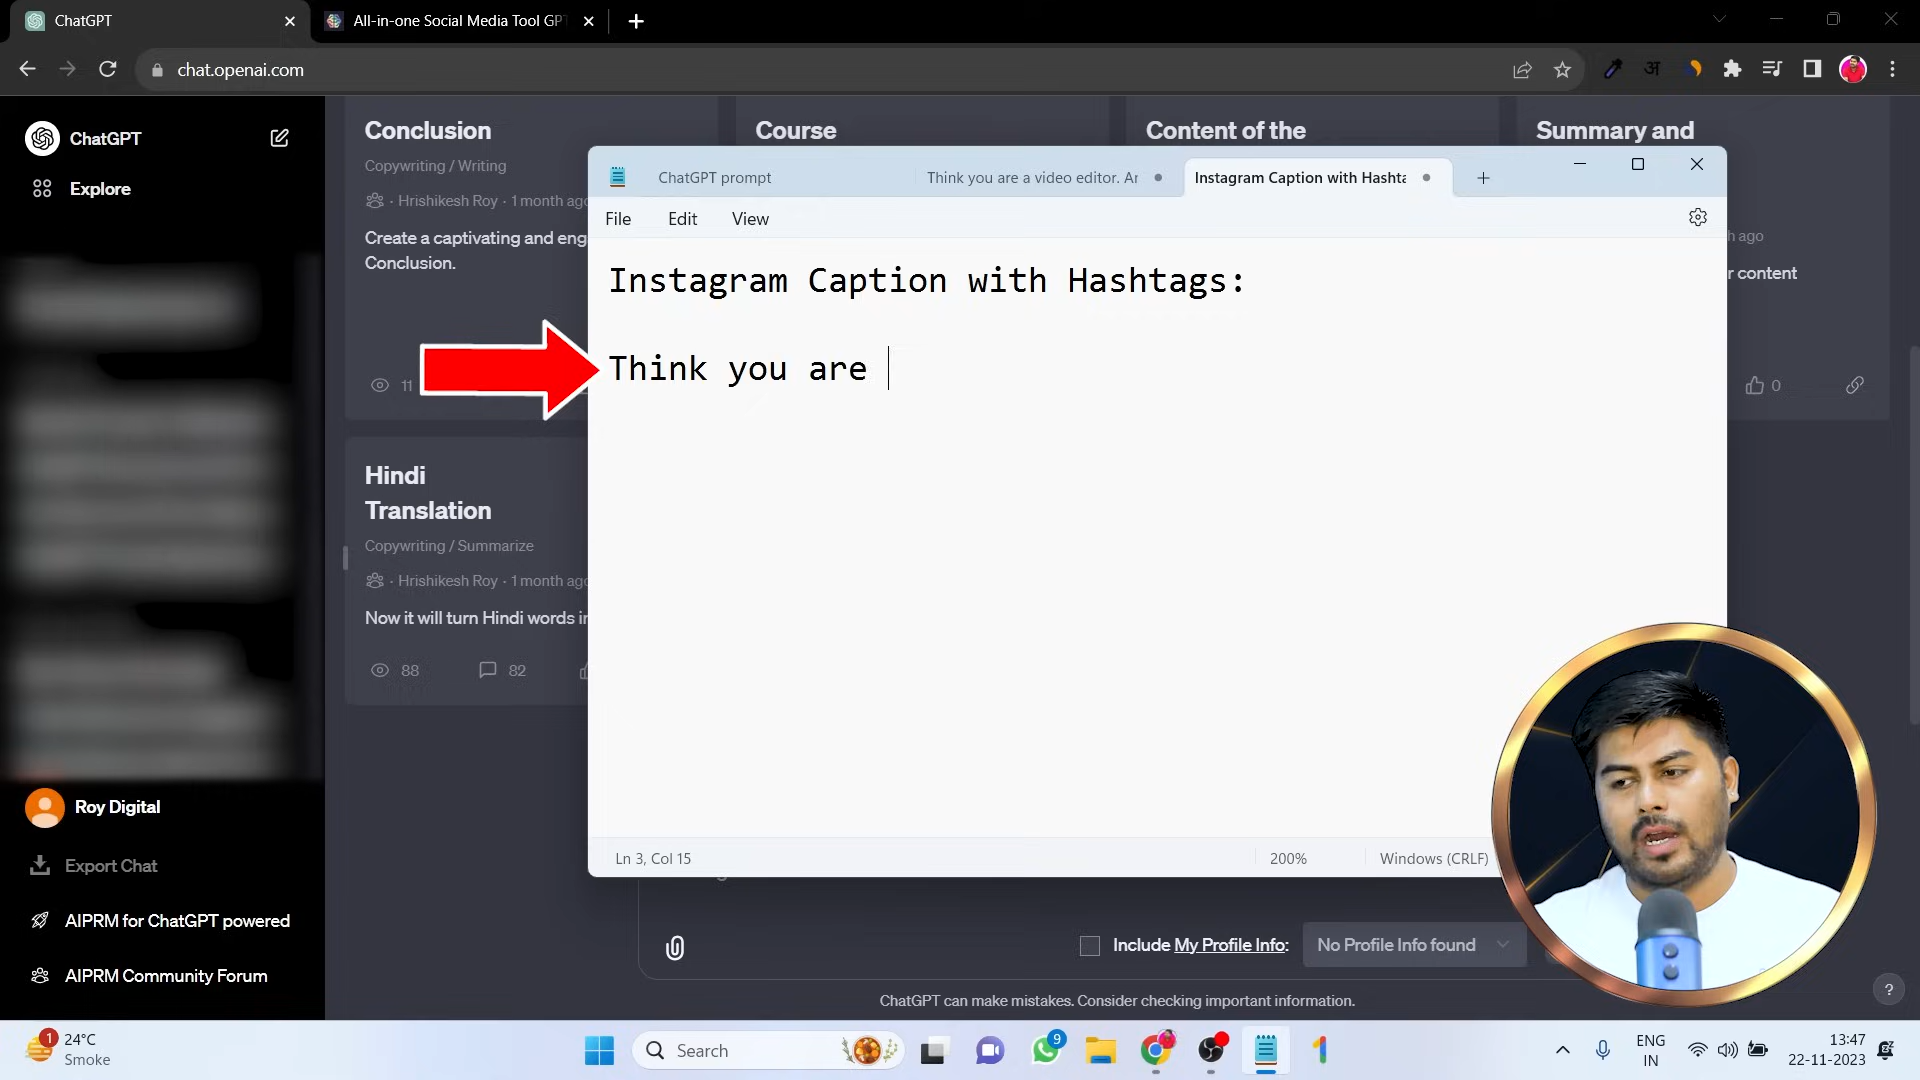 ChatGPT
All-in-one Social Media Tool GPT
chat.openai.com
ChatGPT
Explore
Roy Digital
Export Chat
AIPRM for ChatGPT powered
AIPRM Community Forum
Conclusion
Copywriting / Writing
· Hrishikesh Roy · 1 month ago
Create a captivating and eng
Conclusion.
11
Course
Content of the
Summary and
h ago
r content
0
Hindi
Translation
Copywriting / Summarize
· Hrishikesh Roy · 1 month ago
Now it will turn Hindi words in
88
82
ChatGPT prompt
Think you are a video editor. Ar
Instagram Caption with Hashta
File
Edit
View
Instagram Caption with Hashtags:
Think you are
Ln 3, Col 15
200%
Windows (CRLF)
Include My Profile Info:
No Profile Info found
ChatGPT can make mistakes. Consider checking important information.
?
1
24°C
Smoke
Search
9
ENG
IN
13:47
22-11-2023